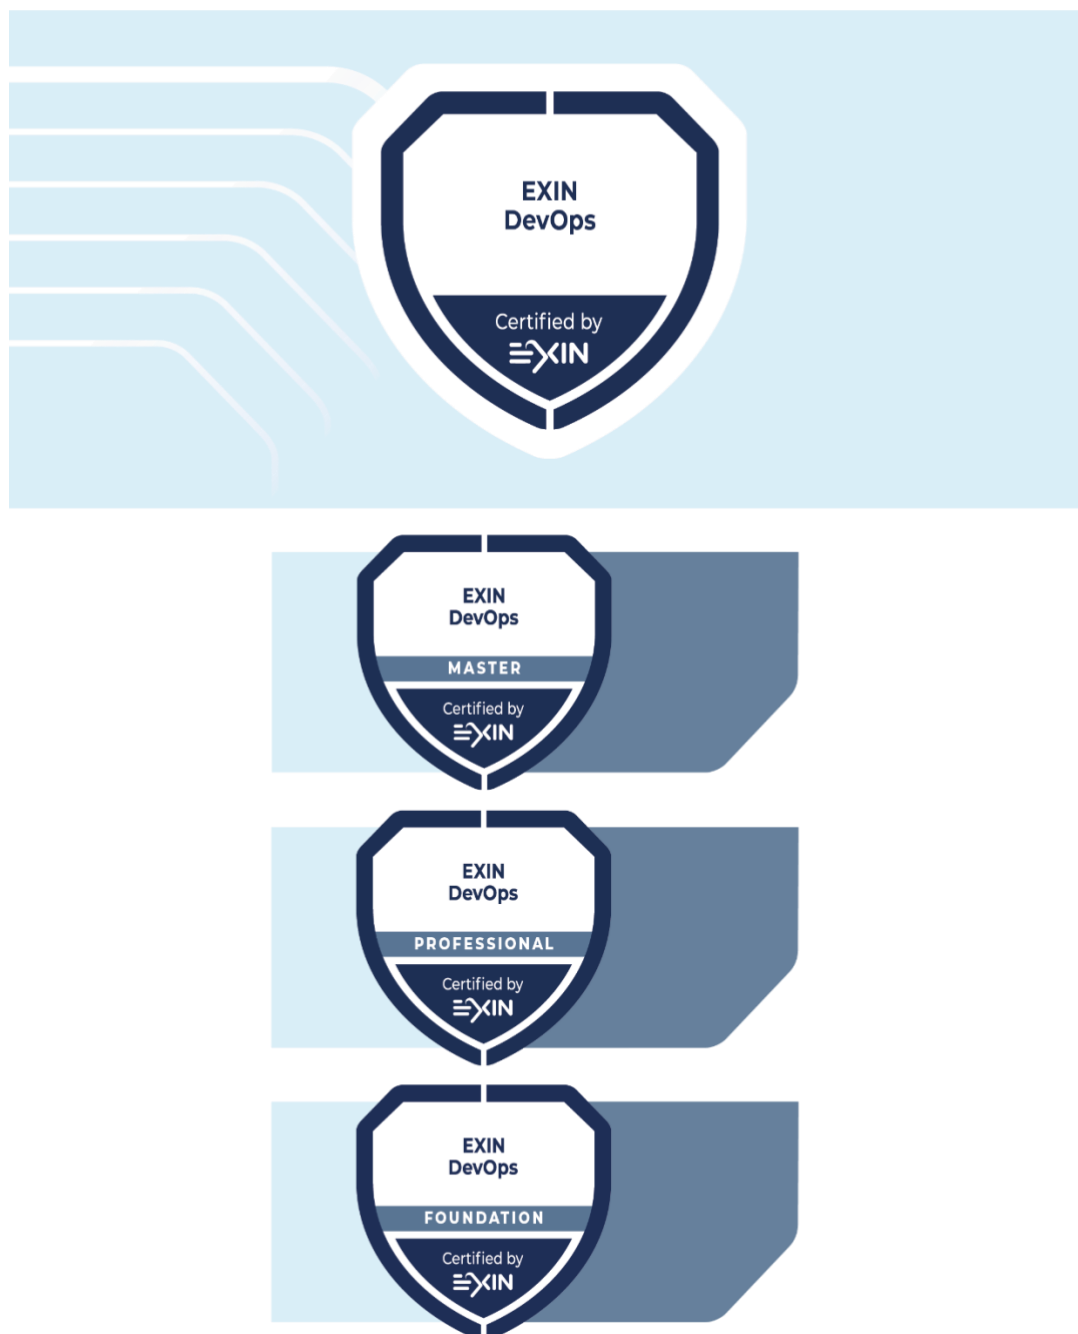 EXIN
DevOps
Certified by
EXIN
EXIN
DevOps
MASTER
Certified by
EXIN
EXIN
DevOps
PROFESSIONAL
Certified by
EXIN
EXIN
DevOps
FOUNDATION
Certified by
EXIN